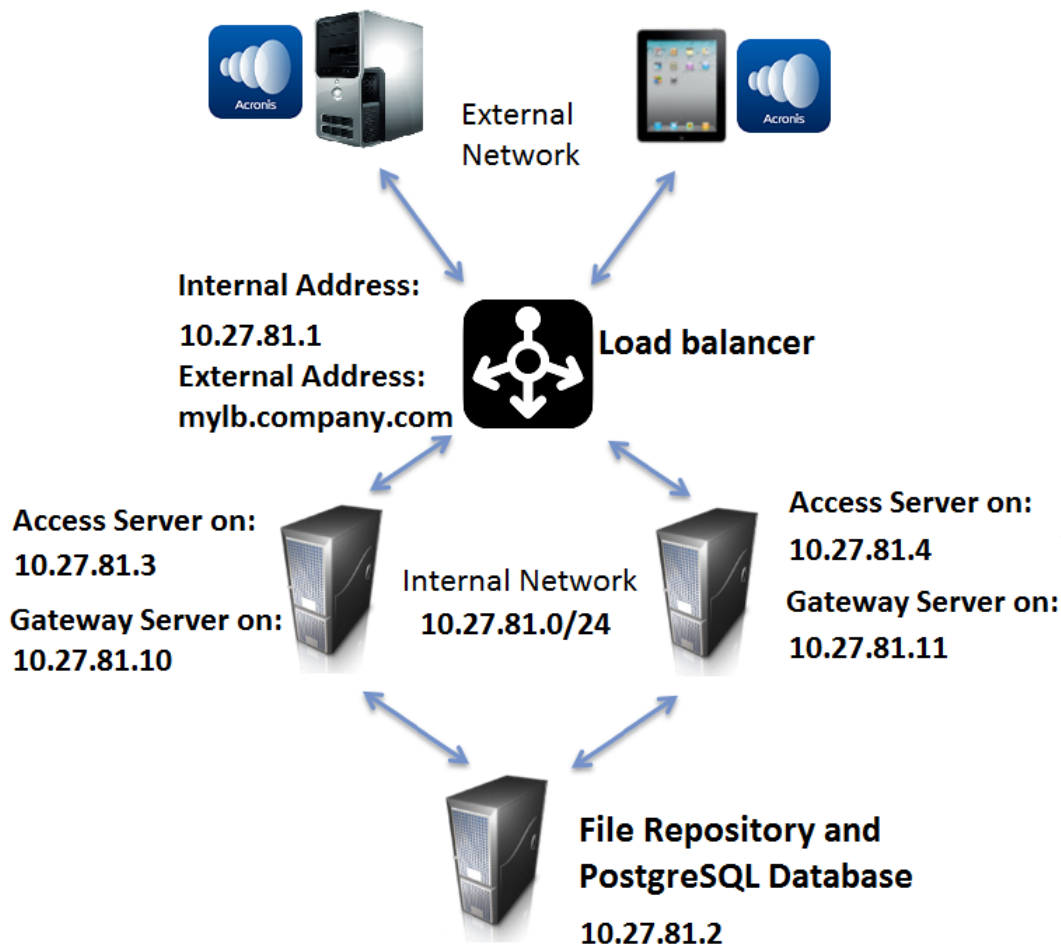 Acronis
Acronis
External
Network
Internal Address:
10.27.81.1
External Address:
mylb.company.com
Load balancer
Access Server on:
10.27.81.3
Gateway Server on:
10.27.81.10
Internal Network
10.27.81.0/24
Access Server on:
10.27.81.4
Gateway Server on:
10.27.81.11
File Repository and
PostgreSQL Database
10.27.81.2